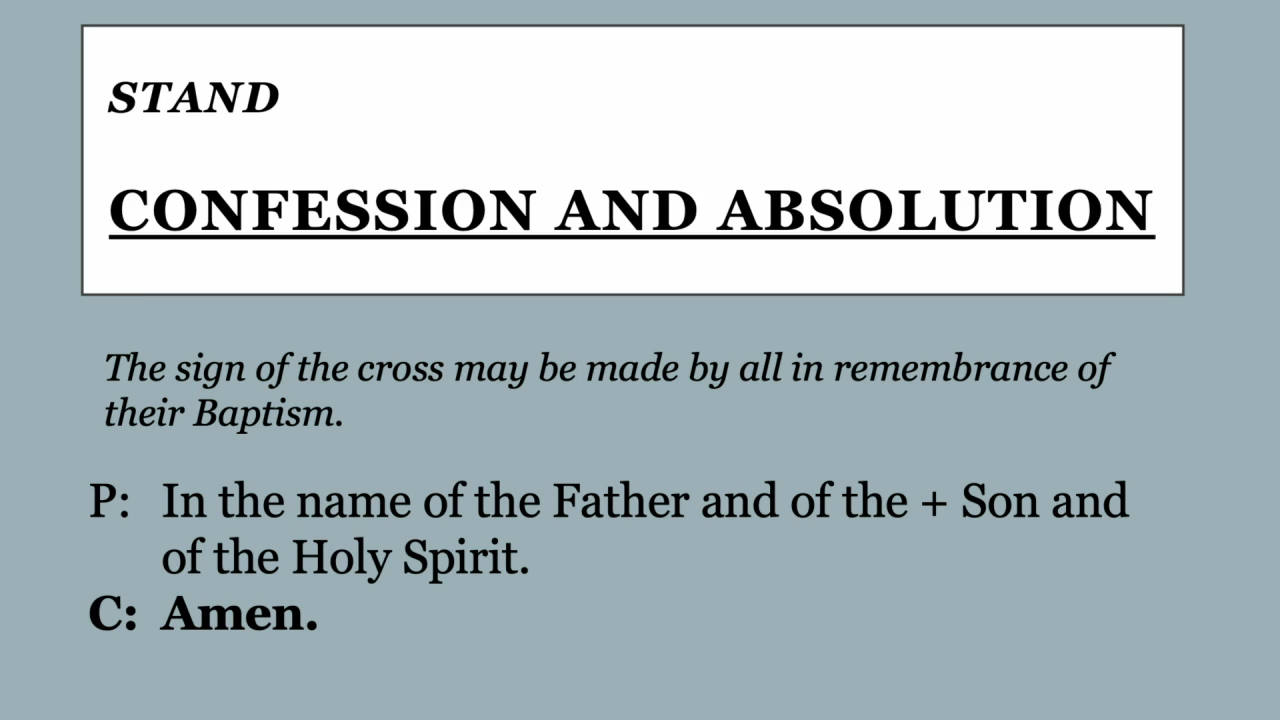 STAND
CONFESSION AND ABSOLUTION
The sign of the cross may be made by all in remembrance of
their Baptism.
P: In the name of the Father and of the + Son and
of the Holy Spirit.
C: Amen.